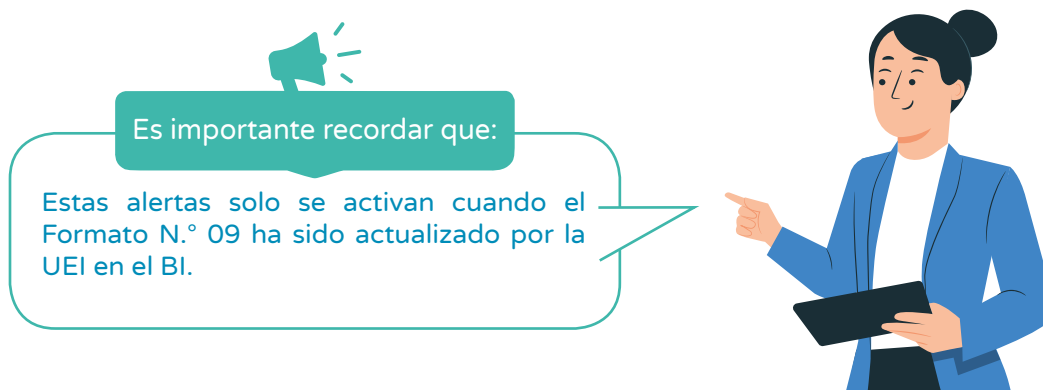 Es importante recordar que:
Estas alertas solo se activan cuando el
Formato N.° 09 ha sido actualizado por la
UEI en el BI.